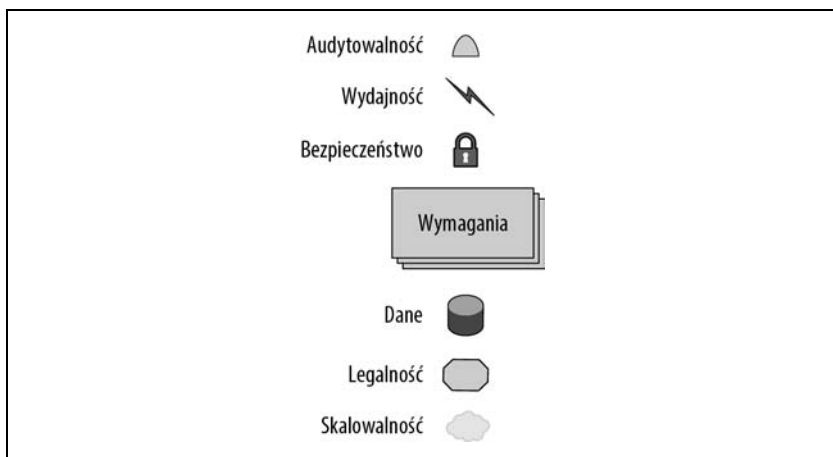 Audytowalność
Wydajność
Bezpieczeństwo
Wymagania
Dane
Legalność
Skalowalność